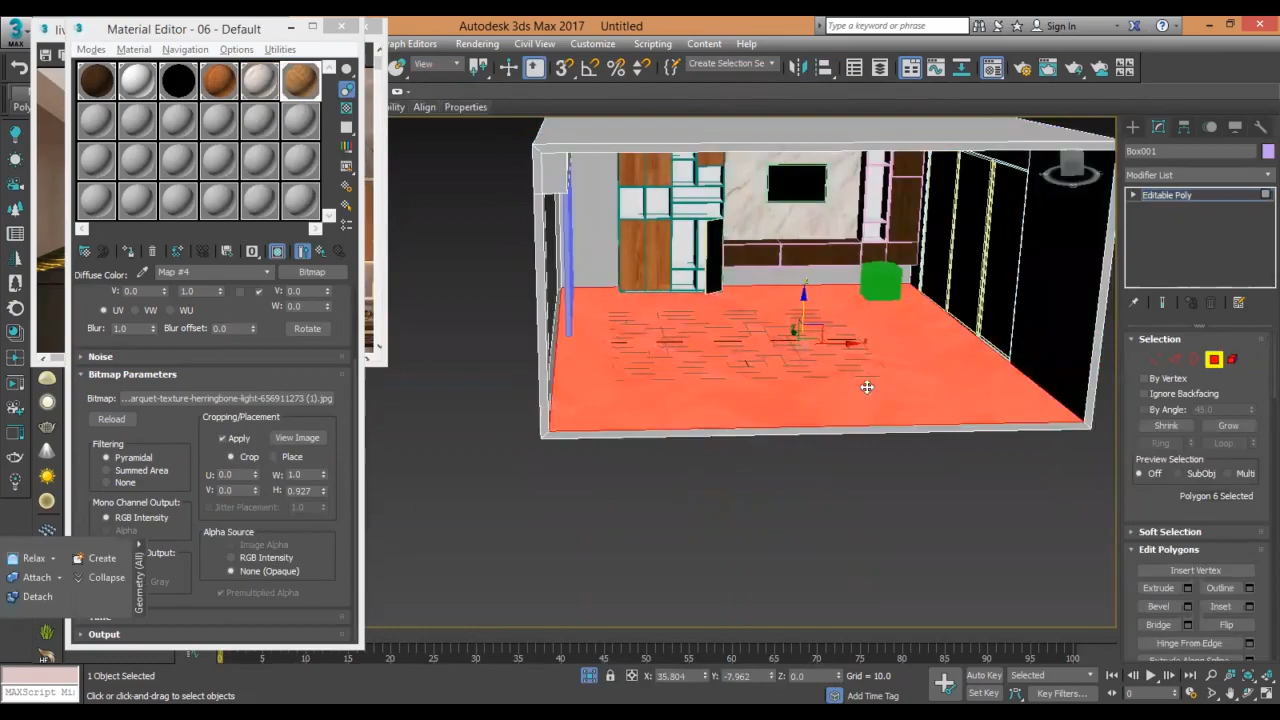 Material Editor - 06 - Default
Autodesk 3ds Max 2017 Untitled
Type a keyword or phrase
Sign In
Modes Material Navigation Options Utilities
Rendering Civil View Customize Scripting Content Help
MAX
View
Create Selection Se
Align Properties
Box001
Modifier List
Editable Poly
Diffuse Color: Map #4 Bitmap
V: 0.0 1.0 V: 0.0
W: 0.0
UV VW WU
Blur: 1.0 Blur offset: 0.0 Rotate
Noise
Bitmap Parameters
Bitmap: ...arquet-texture-herringbone-light-656911273 (1).jpg
Reload
Cropping/Placement
Apply View Image
Filtering
Pyramidal
Summed Area
None
Crop Place
U: 0.0 W: 1.0
V: 0.0 H: 0.927
Jitter Placement: 1.0
Mono Channel Output:
RGB Intensity
Alpha
Alpha Source
Image Alpha
RGB Intensity
None (Opaque)
Premultiplied Alpha
Output
Relax Create
Attach Collapse
Detach
Geometry (All)
Selection
By Vertex
Ignore Backfacing
By Angle: 45.0
Shrink Grow
Ring Loop
Preview Selection
Off SubObj Multi
Polygon 6 Selected
Soft Selection
Edit Polygons
Insert Vertex
Extrude Outline
Bevel Inset
Bridge Flip
Hinge From Edge
0 5 10 15 20 25 30 35 40 45 50 55 60 65 70 75 80 85 90 95 100
1 Object Selected
X: 35.804 Y: -7.962 Z: 0.0 Grid = 10.0
Auto Key Selected
MAXScript Mi
Click or click-and-drag to select objects
Add Time Tag
Set Key Key Filters...
0